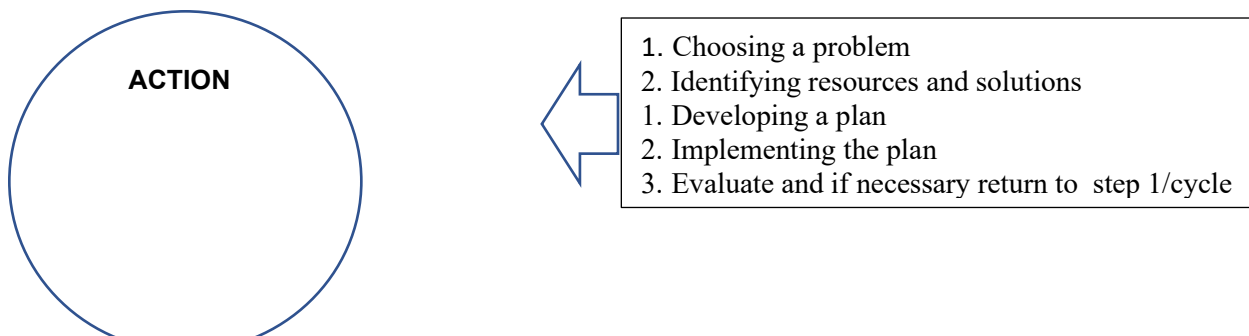 ACTION
1. Choosing a problem
2. Identifying resources and solutions
1. Developing a plan
2. Implementing the plan
3. Evaluate and if necessary return to  step 1/cycle